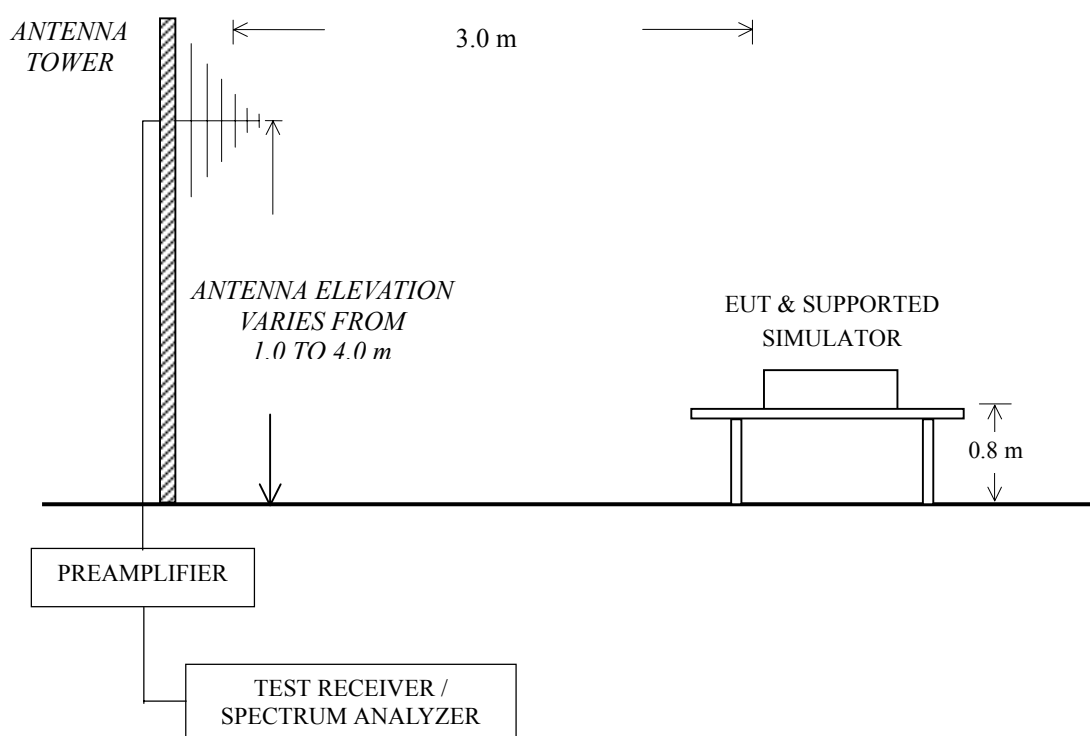 ANTENNA
TOWER
3.0 m
ANTENNA ELEVATION
VARIES FROM
1.0 TO 4.0 m
EUT & SUPPORTED
SIMULATOR
0.8 m
PREAMPLIFIER
TEST RECEIVER /
SPECTRUM ANALYZER